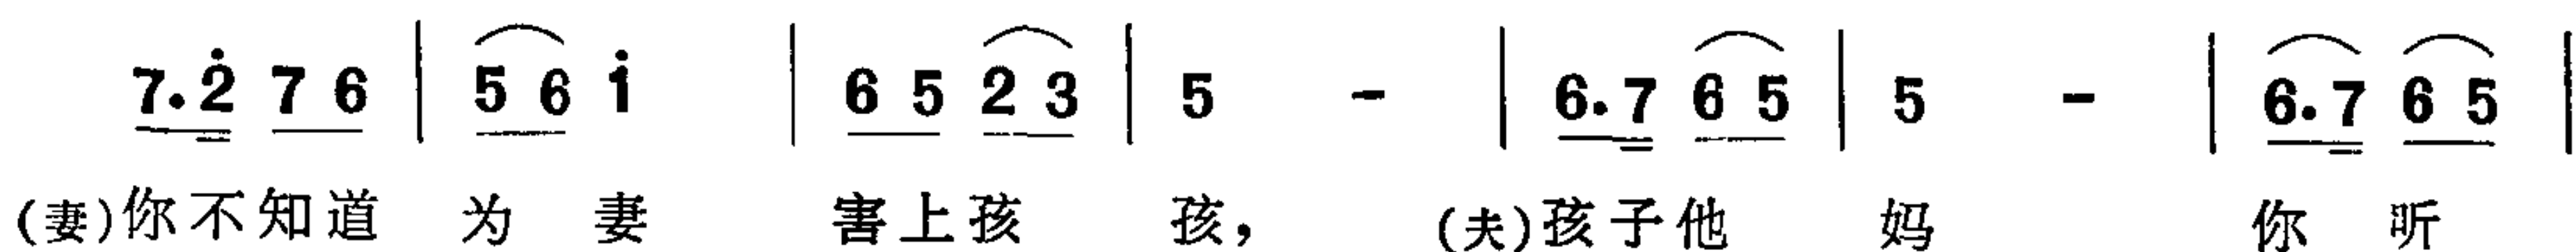 7.2̇ 7 6 | 5 6 1̇ | 6 5 2 3 | 5 - | 6.7 6 5 | 5 - | 6.7 6 5 |
(妻)你不知道 为 妻 害上孩 孩, (夫)孩子他 妈 你 听